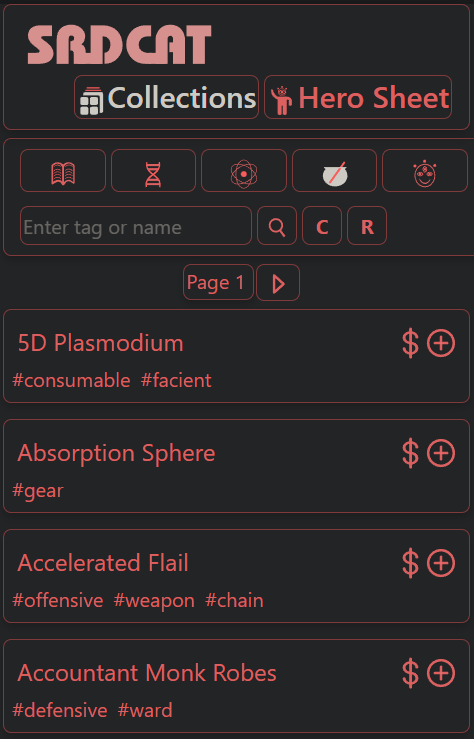 SRDCAT
Collections Hero Sheet
Enter tag or name C R
Page 1
5D Plasmodium $
#consumable #facient
Absorption Sphere $
#gear
Accelerated Flail $
#offensive #weapon #chain
Accountant Monk Robes $
#defensive #ward